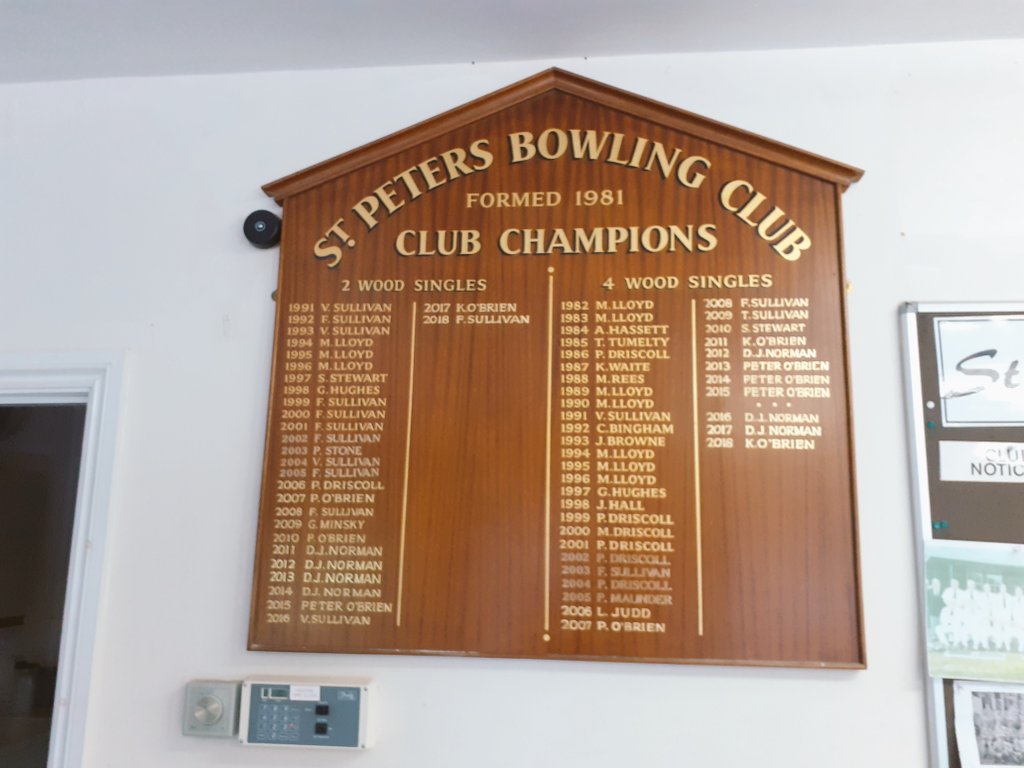 ST. PETERS BOWLING CLUB
FORMED 1981
CLUB CHAMPIONS
2 WOOD SINGLES
1991 V. SULLIVAN
1992 F. SULLIVAN
1993 V. SULLIVAN
1994 M. LLOYD
1995 M. LLOYD
1996 M. LLOYD
1997 S. STEWART
1998 G. HUGHES
1999 F. SULLIVAN
2000 F. SULLIVAN
2001 F. SULLIVAN
2002 F. SULLIVAN
2003 P. STONE
2004 V. SULLIVAN
2005 F. SULLIVAN
2006 P. DRISCOLL
2007 P. O'BRIEN
2008 F. SULLIVAN
2009 G. MINSKY
2010 P. O'BRIEN
2011 D.J. NORMAN
2012 D.J. NORMAN
2013 D.J. NORMAN
2014 D.J. NORMAN
2015 PETER O'BRIEN
2016 V. SULLIVAN
2017 K.O'BRIEN
2018 F. SULLIVAN
4 WOOD SINGLES
1982 M. LLOYD
1983 M. LLOYD
1984 A. HASSETT
1985 T. TUMELTY
1986 P. DRISCOLL
1987 K. WAITE
1988 M. REES
1989 M. LLOYD
1990 M. LLOYD
1991 V. SULLIVAN
1992 C. BINGHAM
1993 J. BROWNE
1994 M. LLOYD
1995 M. LLOYD
1996 M. LLOYD
1997 G. HUGHES
1998 J. HALL
1999 P. DRISCOLL
2000 M. DRISCOLL
2001 P. DRISCOLL
2002 P. DRISCOLL
2003 F. SULLIVAN
2004 P. DRISCOLL
2005 P. MAUNDER
2006 L. JUDD
2007 P. O'BRIEN
2008 F. SULLIVAN
2009 T. SULLIVAN
2010 S. STEWART
2011 K. O'BRIEN
2012 D.J. NORMAN
2013 PETER O'BRIEN
2014 PETER O'BRIEN
2015 PETER O'BRIEN
• • •
2016 D.J. NORMAN
2017 D.J. NORMAN
2018 K. O'BRIEN
St
CLUB
NOTIC